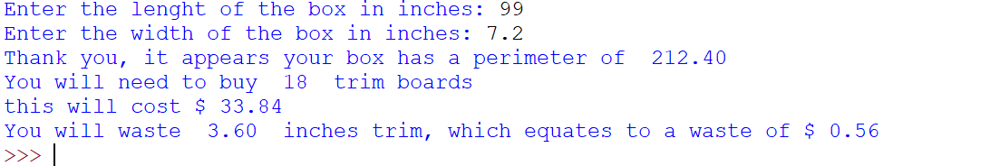 Enter the lenght of the box in inches: 99
Enter the width of the box in inches: 7.2
Thank you, it appears your box has a perimeter of  212.40
You will need to buy  18  trim boards
this will cost $ 33.84
You will waste  3.60  inches trim, which equates to a waste of $ 0.56
>>>